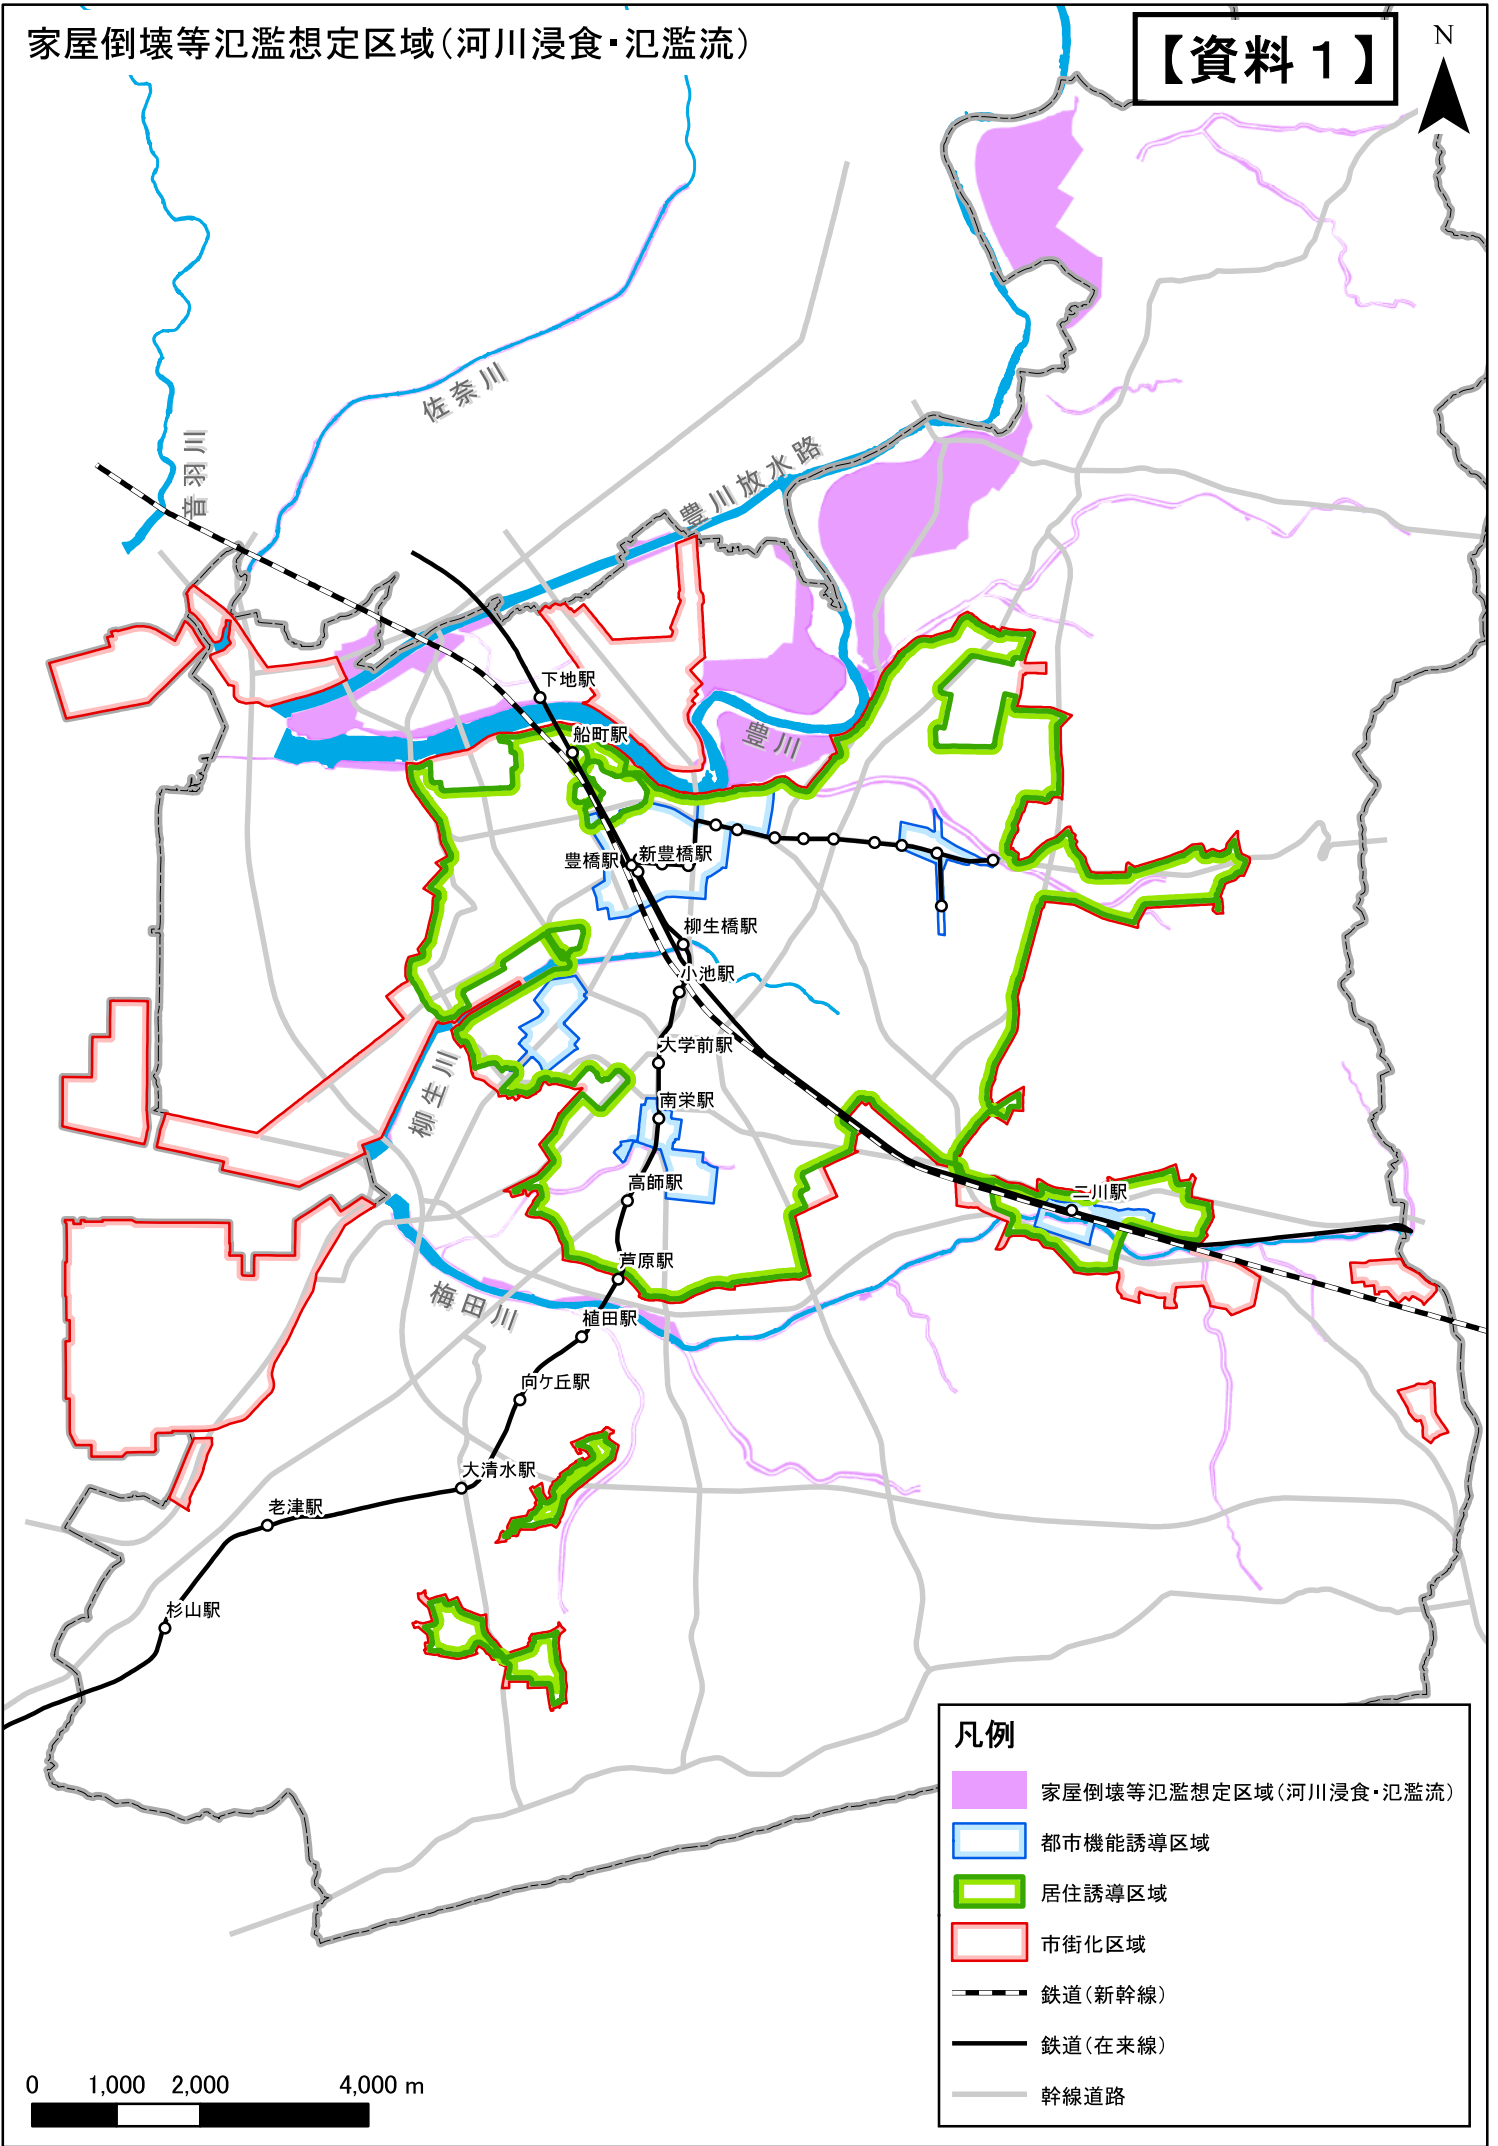 家屋倒壊等氾濫想定区域(河川浸食・氾濫流)
【資料1】
N
佐奈川
音羽川
豊川放水路
下地駅
船町駅
豊川
豊橋駅
新豊橋駅
柳生橋駅
小池駅
大学前駅
柳生川
南栄駅
高師駅
二川駅
芦原駅
梅田川
植田駅
向ケ丘駅
大清水駅
老津駅
杉山駅
凡例
家屋倒壊等氾濫想定区域(河川浸食・氾濫流)
都市機能誘導区域
居住誘導区域
市街化区域
鉄道(新幹線)
鉄道(在来線)
幹線道路
0 1,000 2,000 4,000 m